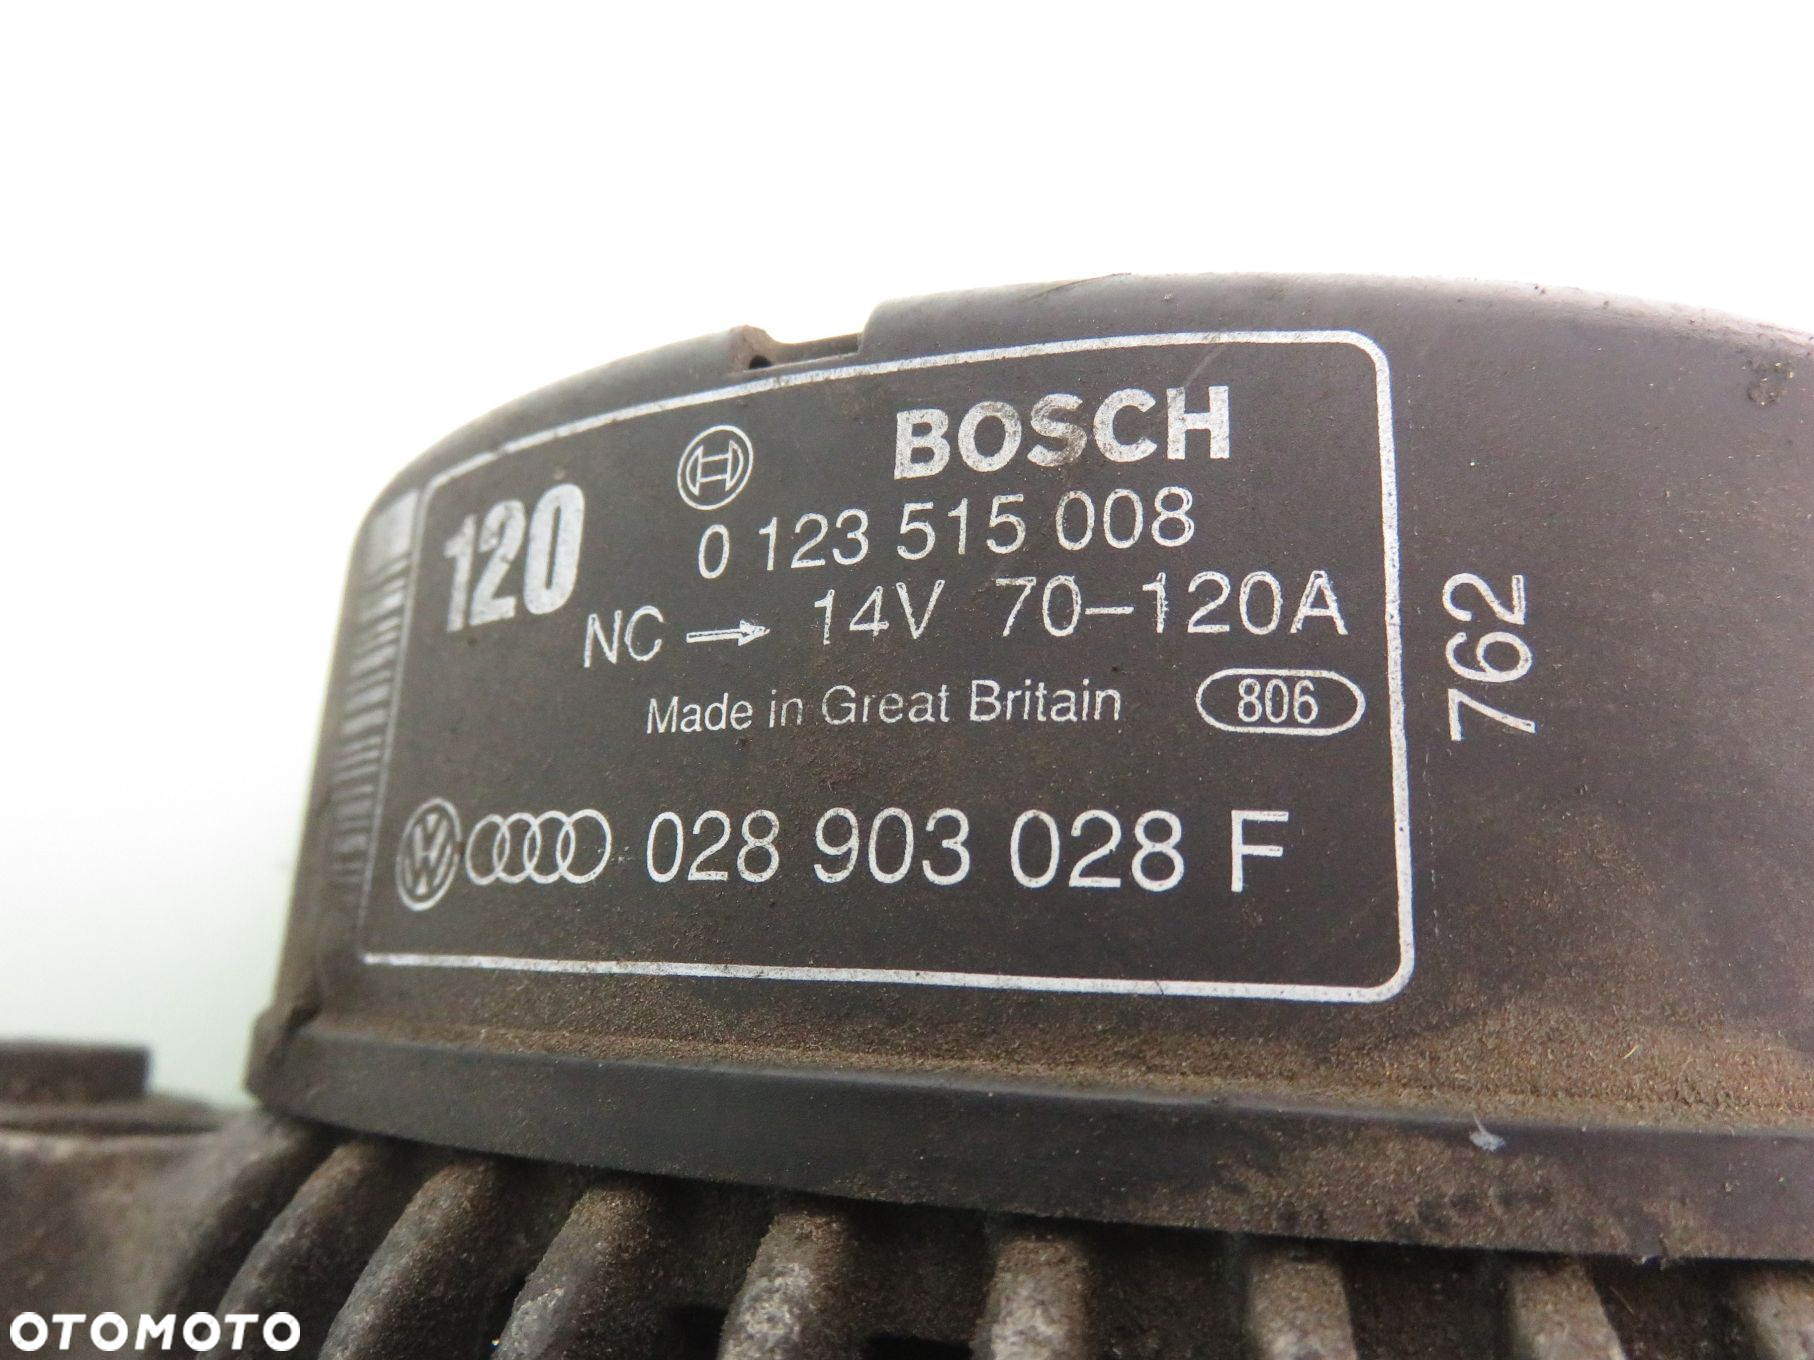 BOSCH
120
0 123 515 008
NC → 14V 70–120A
Made in Great Britain 806
762
028 903 028 F
OTOMOTO